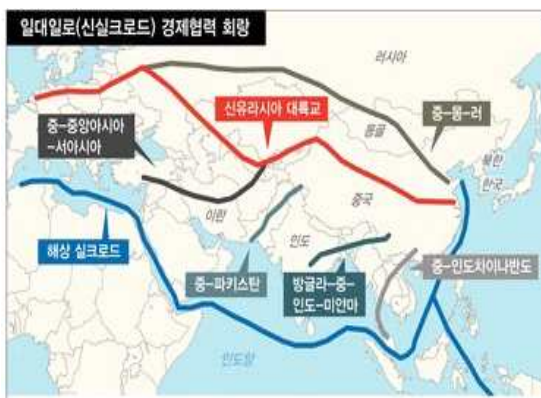 일대일로(신실크로드) 경제협력 회랑
러시아
신유라시아 대륙교
중-몽-러
몽골
중-중앙아시아
-서아시아
북한
한국
중국
이란
인도
해상 실크로드
중-파키스탄
방글라-중-
인도-미얀마
중-인도차이나반도
인도양